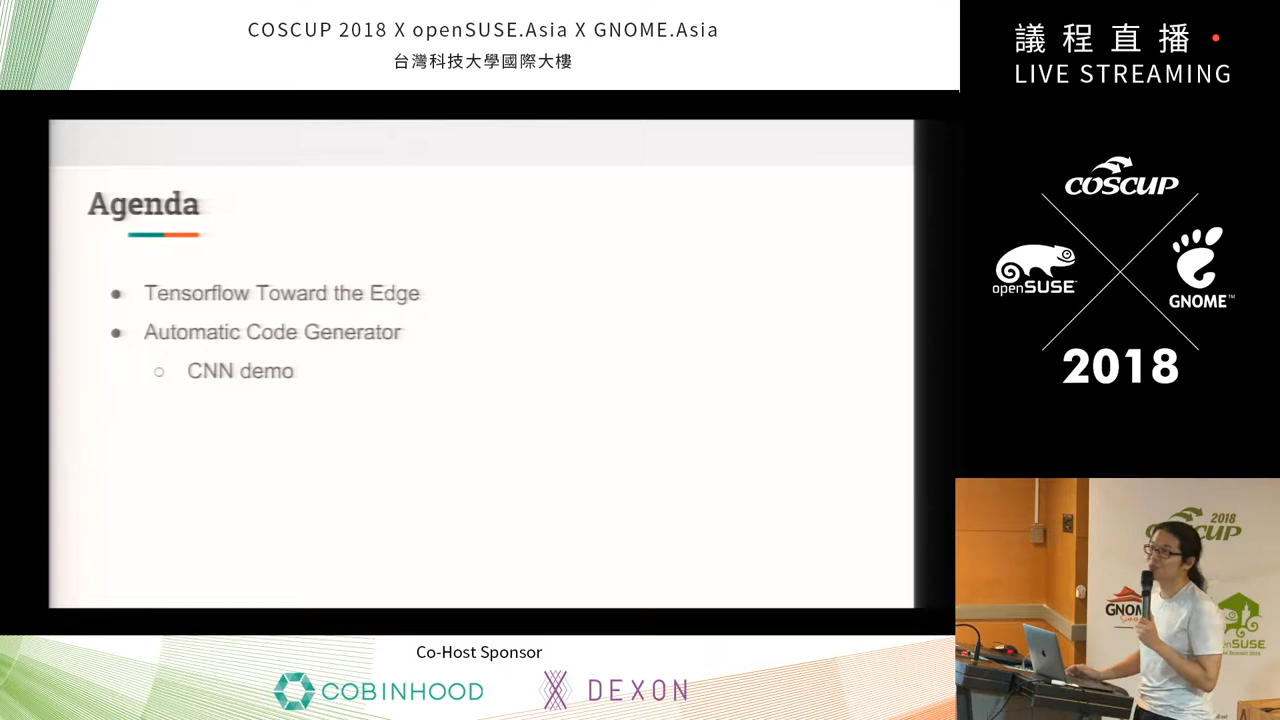 COSCUP 2018 X openSUSE.Asia X GNOME.Asia
台灣科技大學國際大樓
議程直播
LIVE STREAMING
COSCUP
openSUSE
GNOME™
2018
Agenda
Tensorflow Toward the Edge
Automatic Code Generator
CNN demo
2018
Co-Host Sponsor
COBINHOOD
DEXON